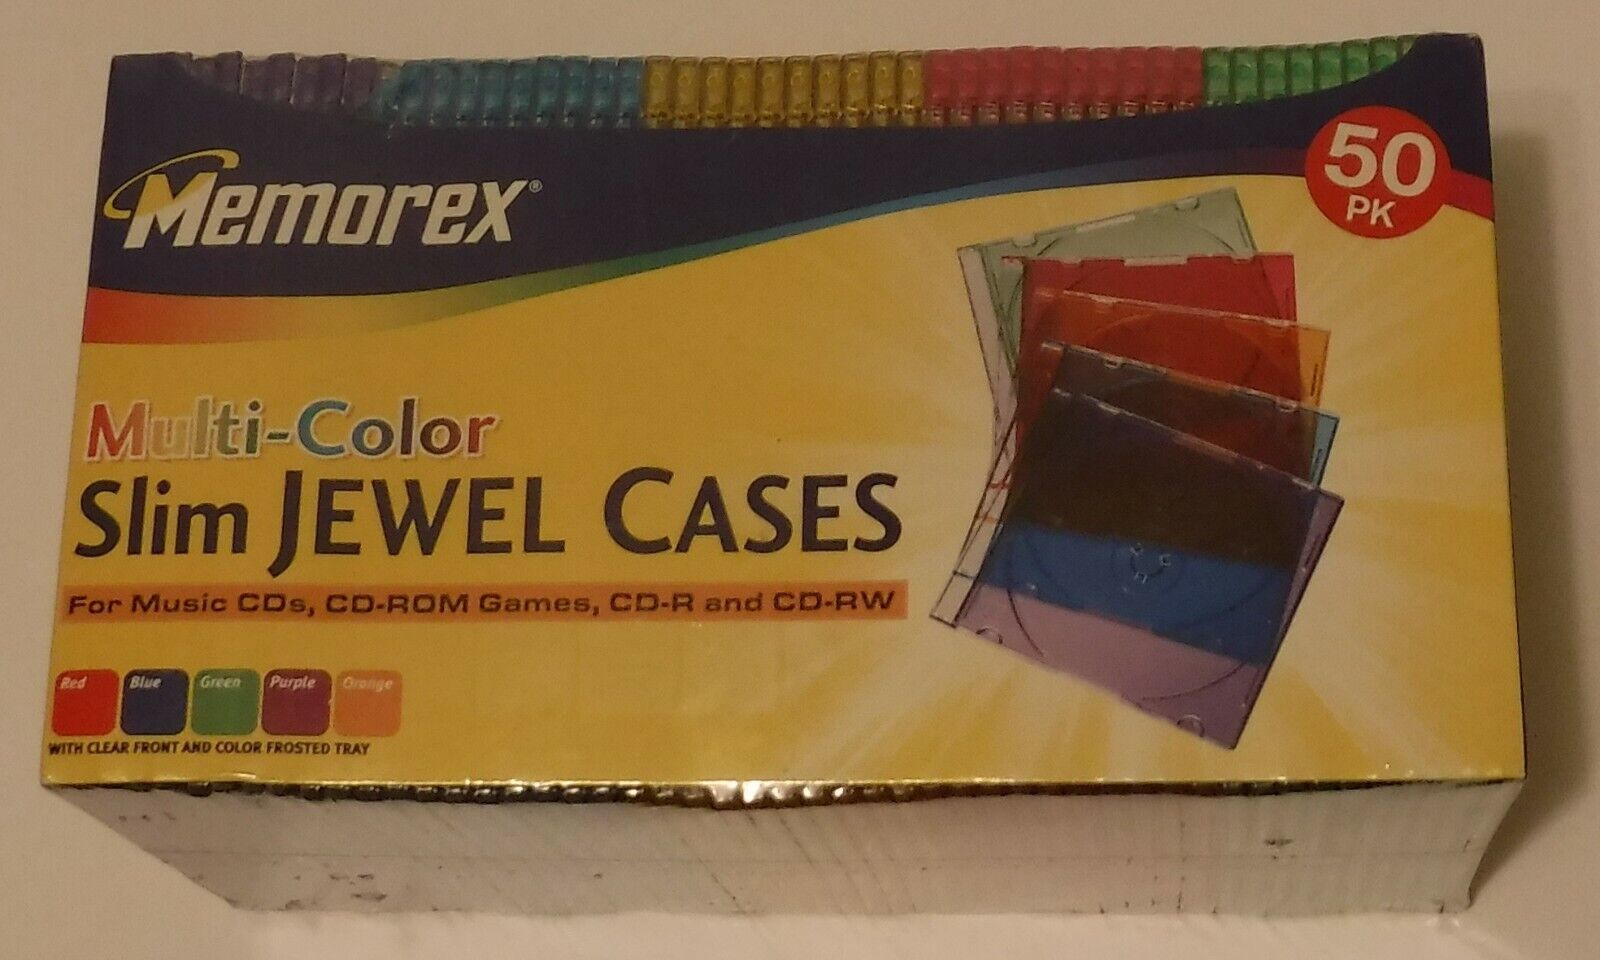 Memorex®
50
PK
Multi-Color
Slim JEWEL CASES
For Music CDs, CD-ROM Games, CD-R and CD-RW
Red Blue Green Purple Orange
WITH CLEAR FRONT AND COLOR FROSTED TRAY